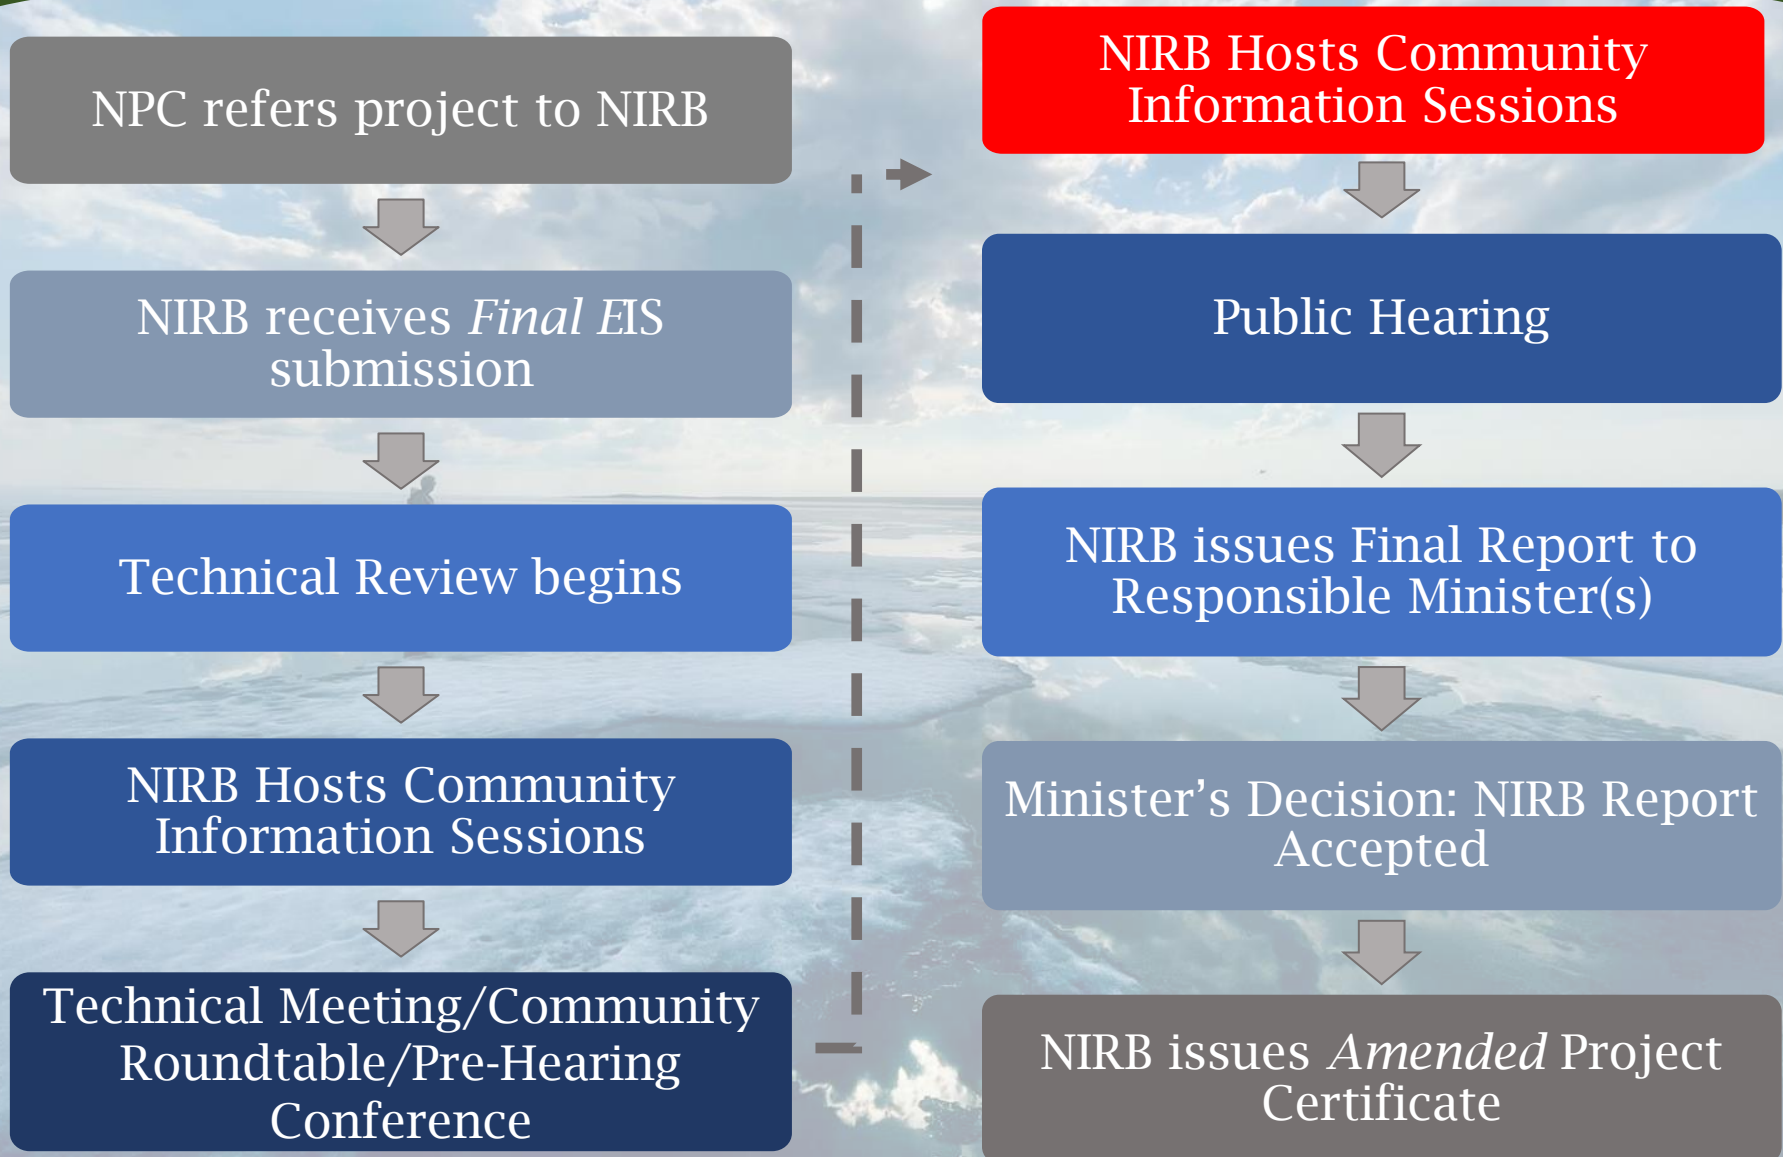 NPC refers project to NIRB
NIRB receives Final EIS
submission
Technical Review begins
NIRB Hosts Community
Information Sessions
Technical Meeting/Community
Roundtable/Pre-Hearing
Conference
NIRB Hosts Community
Information Sessions
Public Hearing
NIRB issues Final Report to
Responsible Minister(s)
Minister’s Decision: NIRB Report
Accepted
NIRB issues Amended Project
Certificate